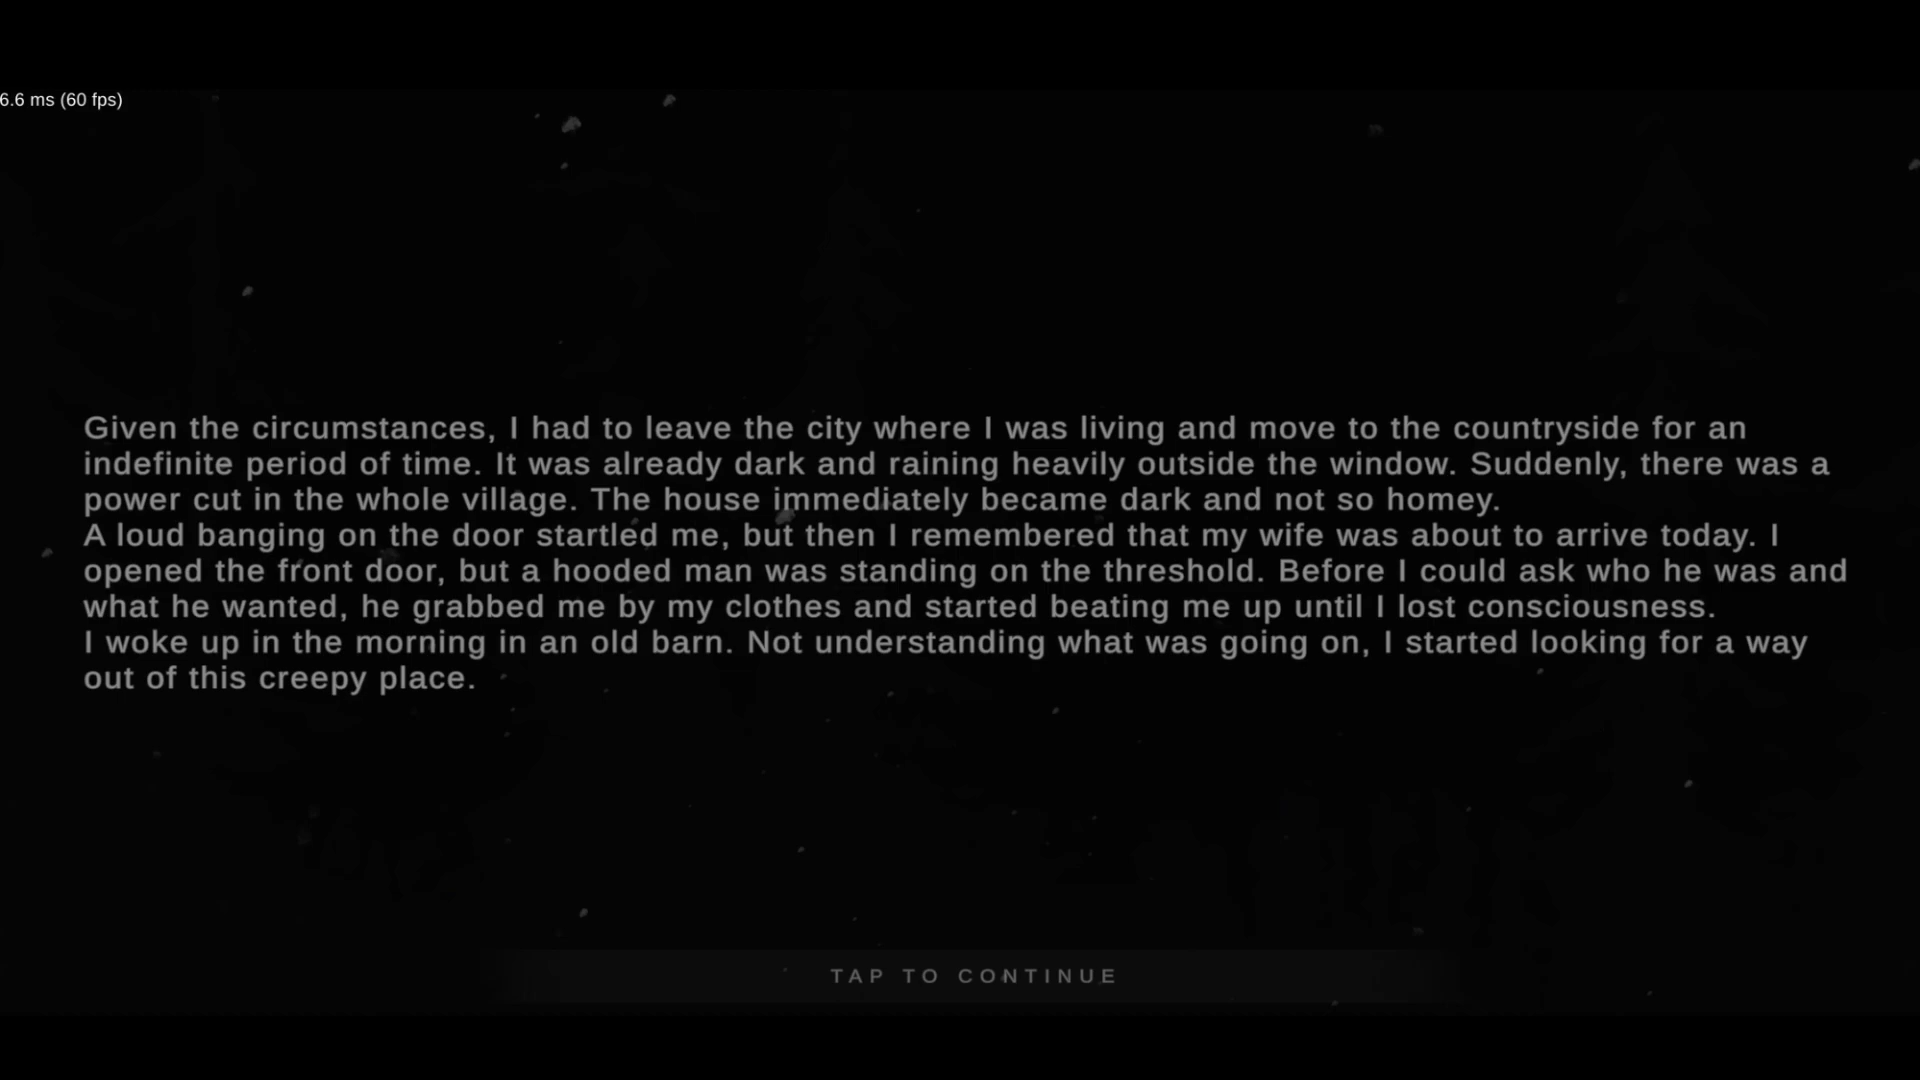 6.6 ms (60 fps)
Given the circumstances, I had to leave the city where I was living and move to the countryside for an
indefinite period of time. It was already dark and raining heavily outside the window. Suddenly, there was a
power cut in the whole village. The house immediately became dark and not so homey.
A loud banging on the door startled me, but then I remembered that my wife was about to arrive today. I
opened the front door, but a hooded man was standing on the threshold. Before I could ask who he was and
what he wanted, he grabbed me by my clothes and started beating me up until I lost consciousness.
I woke up in the morning in an old barn. Not understanding what was going on, I started looking for a way
out of this creepy place.
TAP TO CONTINUE